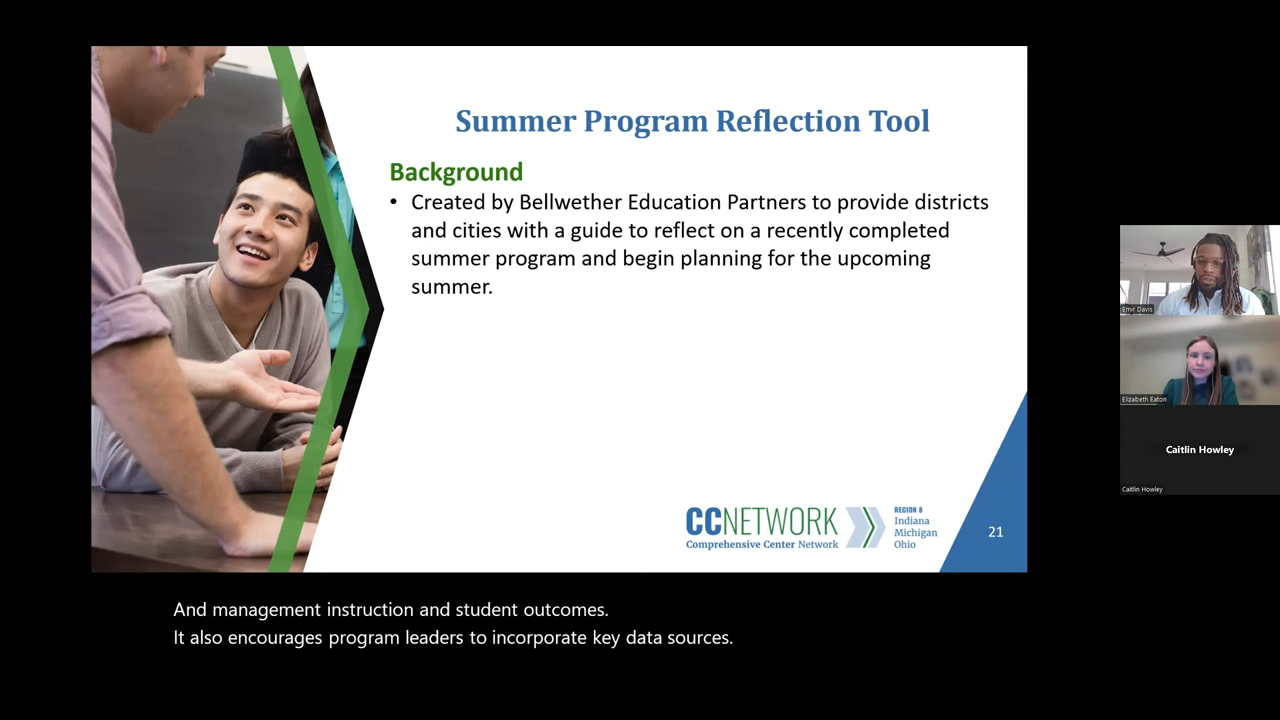 Summer Program Reflection Tool
Background
• Created by Bellwether Education Partners to provide districts
and cities with a guide to reflect on a recently completed
summer program and begin planning for the upcoming
summer.
CCNETWORK
Comprehensive Center Network
REGION 8
Indiana
Michigan
Ohio
21
Emir Davis
Elizabeth Eaton
Caitlin Howley
Caitlin Howley
And management instruction and student outcomes.
It also encourages program leaders to incorporate key data sources.